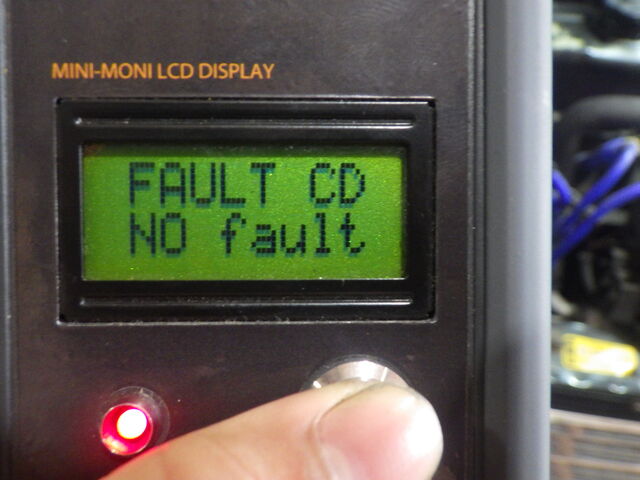 MINI-MONI LCD DISPLAY
FAULT CD
NO fault